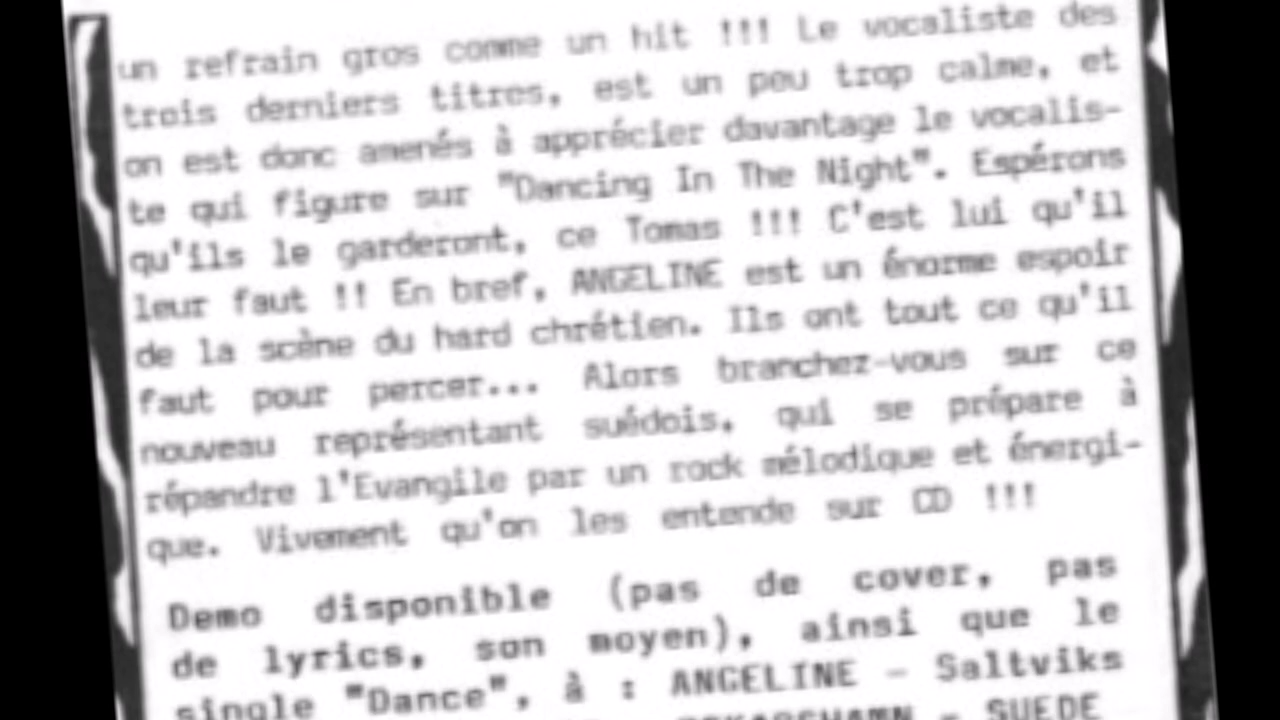 un refrain gros comme un hit !!! Le vocaliste des
trois derniers titres, est un peu trop calme, et
on est donc amenés à apprécier davantage le vocalis-
te qui figure sur "Dancing In The Night". Espérons
qu'ils le garderont, ce Tomas !!! C'est lui qu'il
leur faut !! En bref, ANGELINE est un énorme espoir
de la scène du hard chrétien. Ils ont tout ce qu'il
faut pour percer... Alors branchez-vous sur ce
nouveau représentant suédois, qui se prépare à
répandre l'Evangile par un rock mélodique et énergi-
que. Vivement qu'on les entende sur CD !!!
Demo disponible (pas de cover, pas
de lyrics, son moyen), ainsi que le
single "Dance", à : ANGELINE - Saltviks
- SUEDE